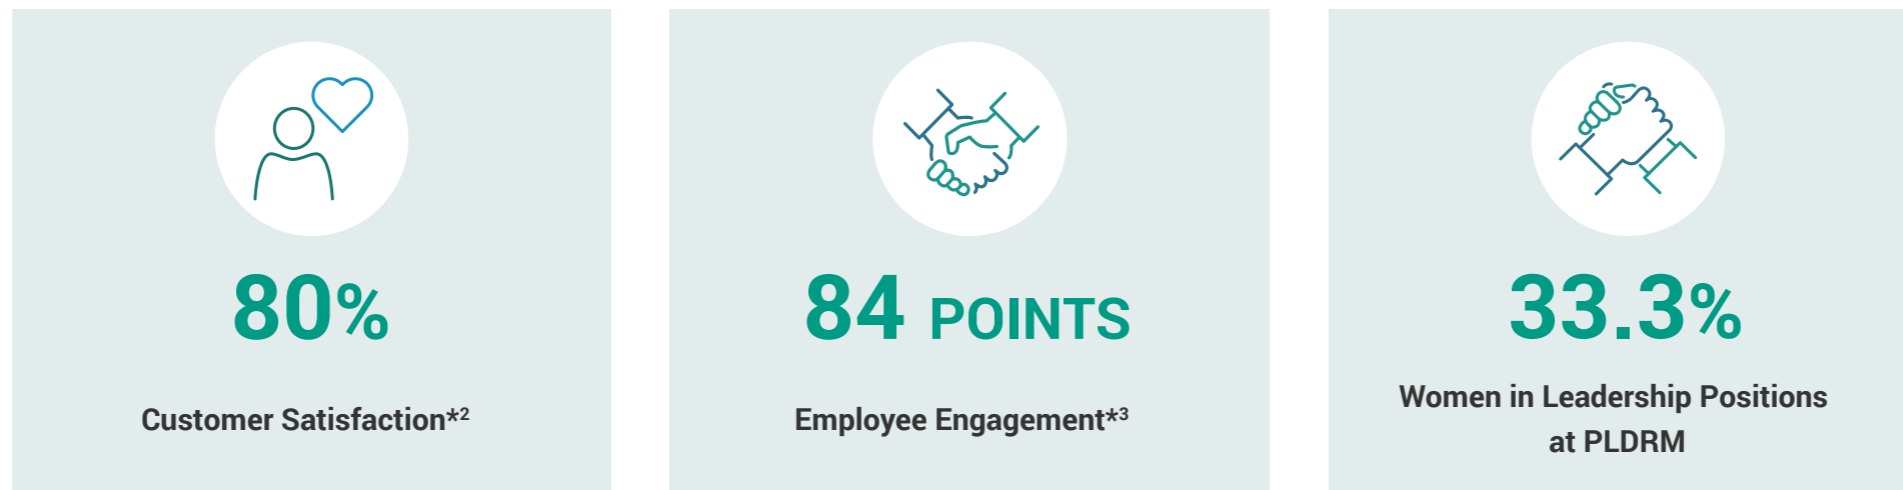 80%
Customer Satisfaction*2
84 POINTS
Employee Engagement*3
33.3%
Women in Leadership Positions
at PLDRM